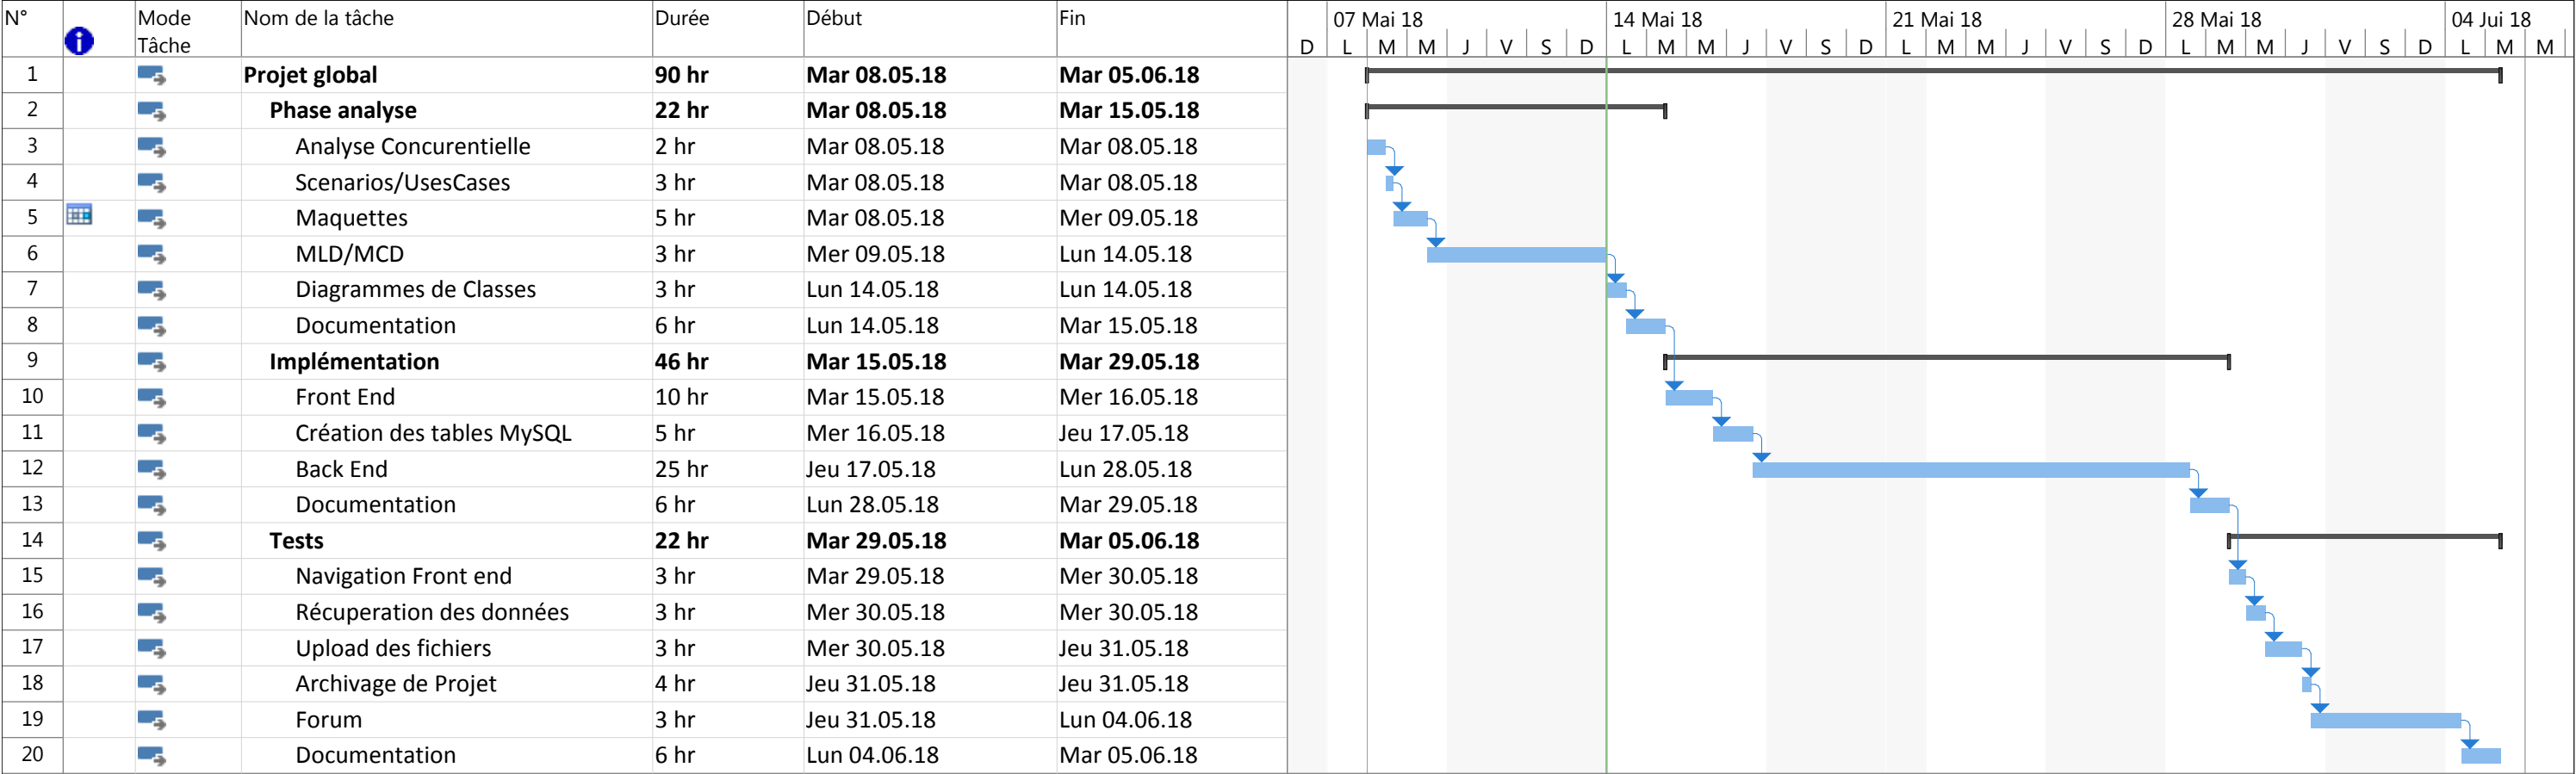 N° Mode Tâche Nom de la tâche Durée Début Fin
07 Mai 18 14 Mai 18 21 Mai 18 28 Mai 18 04 Jui 18
D L M M J V S D L M M J V S D L M M J V S D L M M J V S D L M M
1 Projet global 90 hr Mar 08.05.18 Mar 05.06.18
2 Phase analyse 22 hr Mar 08.05.18 Mar 15.05.18
3 Analyse Concurentielle 2 hr Mar 08.05.18 Mar 08.05.18
4 Scenarios/UsesCases 3 hr Mar 08.05.18 Mar 08.05.18
5 Maquettes 5 hr Mar 08.05.18 Mer 09.05.18
6 MLD/MCD 3 hr Mer 09.05.18 Lun 14.05.18
7 Diagrammes de Classes 3 hr Lun 14.05.18 Lun 14.05.18
8 Documentation 6 hr Lun 14.05.18 Mar 15.05.18
9 Implémentation 46 hr Mar 15.05.18 Mar 29.05.18
10 Front End 10 hr Mar 15.05.18 Mer 16.05.18
11 Création des tables MySQL 5 hr Mer 16.05.18 Jeu 17.05.18
12 Back End 25 hr Jeu 17.05.18 Lun 28.05.18
13 Documentation 6 hr Lun 28.05.18 Mar 29.05.18
14 Tests 22 hr Mar 29.05.18 Mar 05.06.18
15 Navigation Front end 3 hr Mar 29.05.18 Mer 30.05.18
16 Récuperation des données 3 hr Mer 30.05.18 Mer 30.05.18
17 Upload des fichiers 3 hr Mer 30.05.18 Jeu 31.05.18
18 Archivage de Projet 4 hr Jeu 31.05.18 Jeu 31.05.18
19 Forum 3 hr Jeu 31.05.18 Lun 04.06.18
20 Documentation 6 hr Lun 04.06.18 Mar 05.06.18